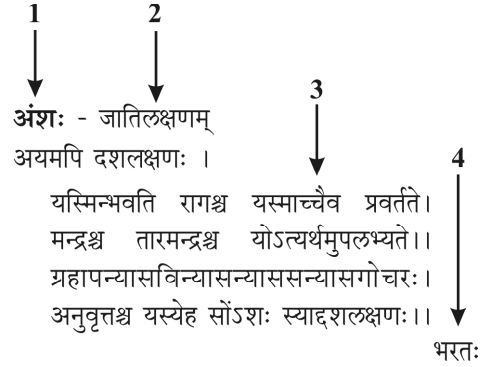 1 2
अंशः - जातिलक्षणम्
3
अयमपि दशलक्षणः ।
4
यस्मिन्भवति रागश्च यस्माच्चैव प्रवर्तते।
मन्द्रश्च तारमन्द्रश्च योऽत्यर्थमुपलभ्यते।।
ग्रहापन्यासविन्यासन्याससन्यासगोचरः।
अनुवृत्तश्च यस्येह सोंऽशः स्याद्दशलक्षणः।।
भरतः